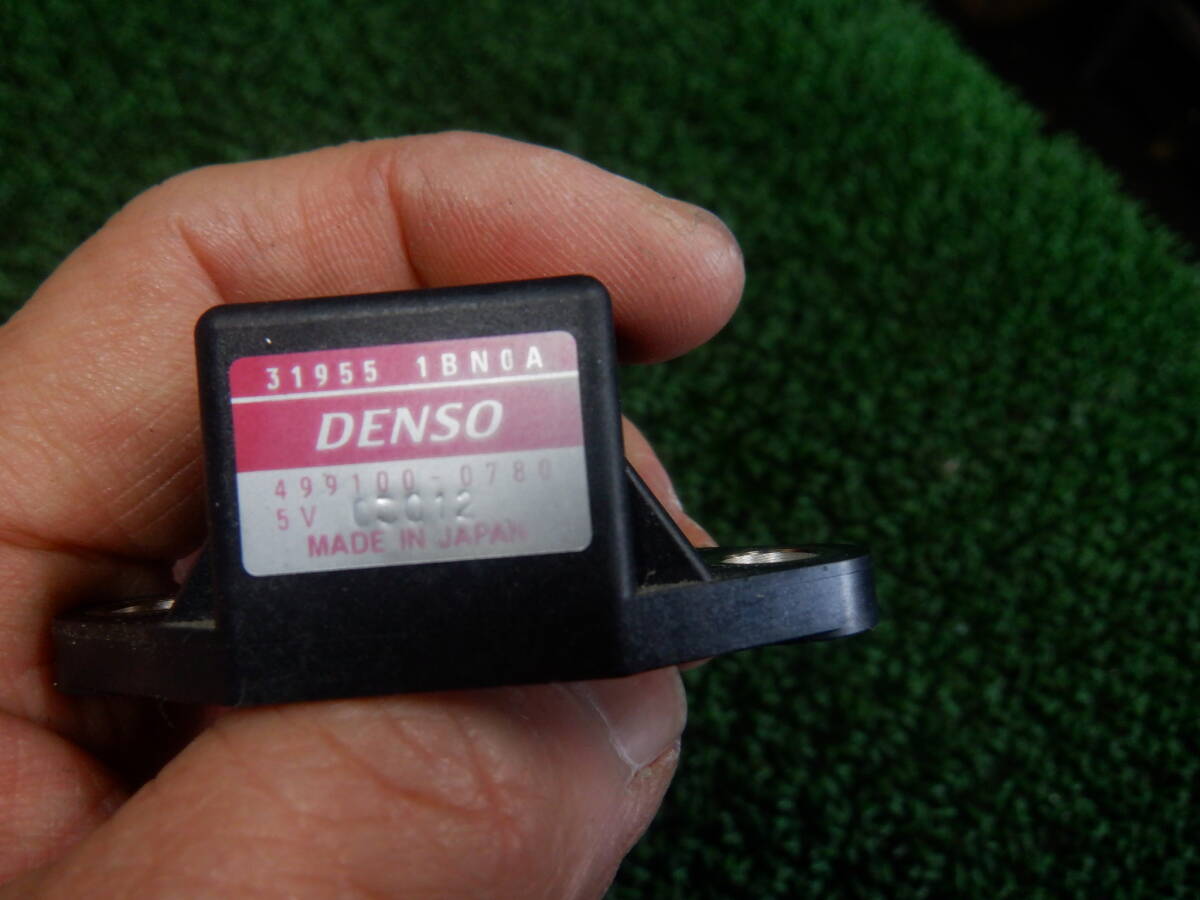 31955 1BN0A
DENSO
499100-0780
5V
MADE IN JAPAN